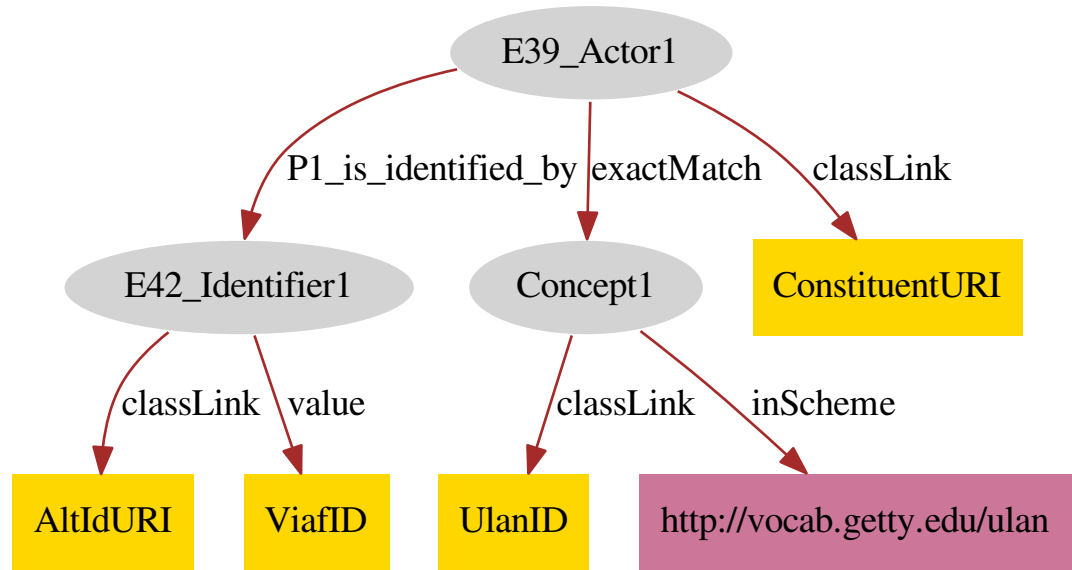 E39_Actor1
P1_is_identified_by
exactMatch
classLink
E42_Identifier1
Concept1
ConstituentURI
classLink
value
classLink
inScheme
AltIdURI
ViafID
UlanID
http://vocab.getty.edu/ulan